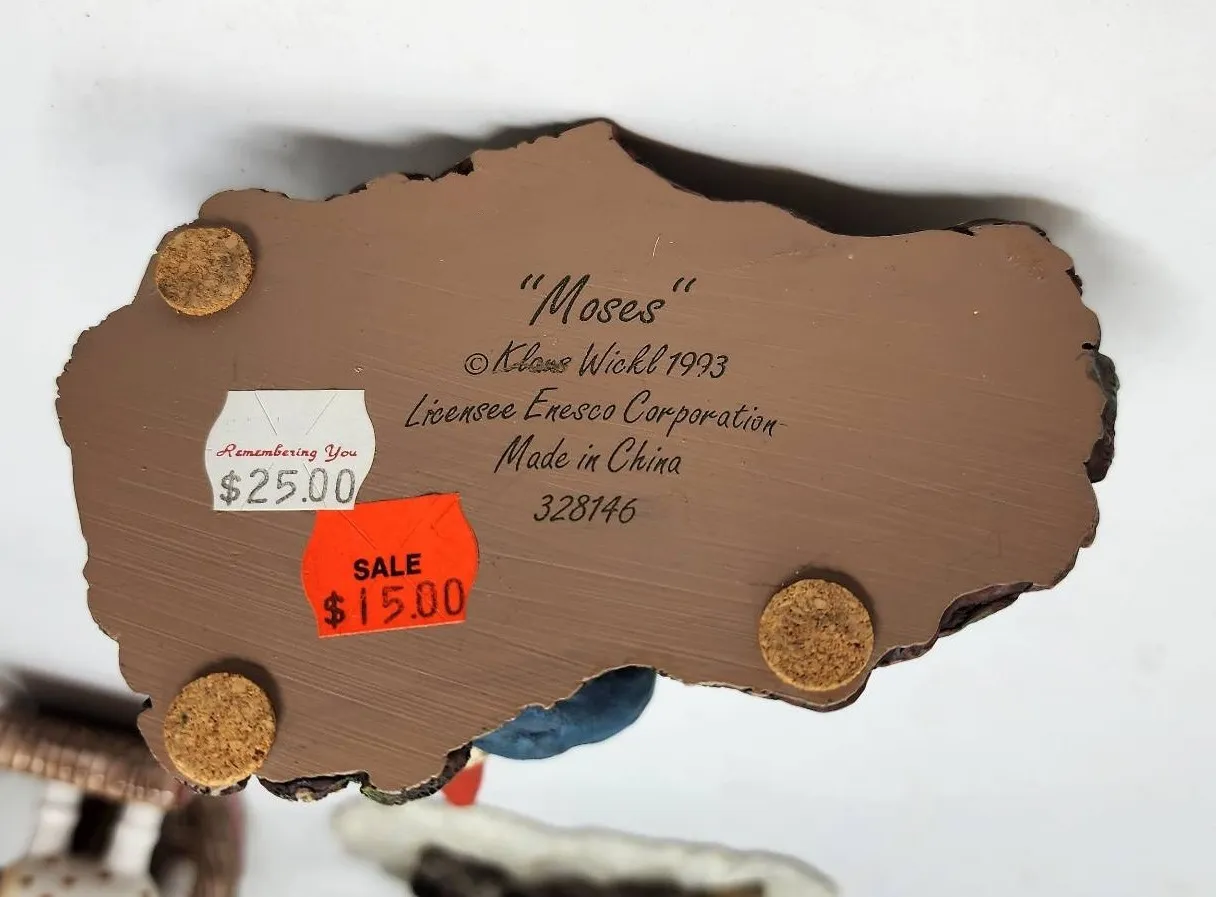 “Moses“
© Klaus Wickl 1993
Licensee Enesco Corporation
Made in China
328146
Remembering You
$25.00
SALE
$15.00